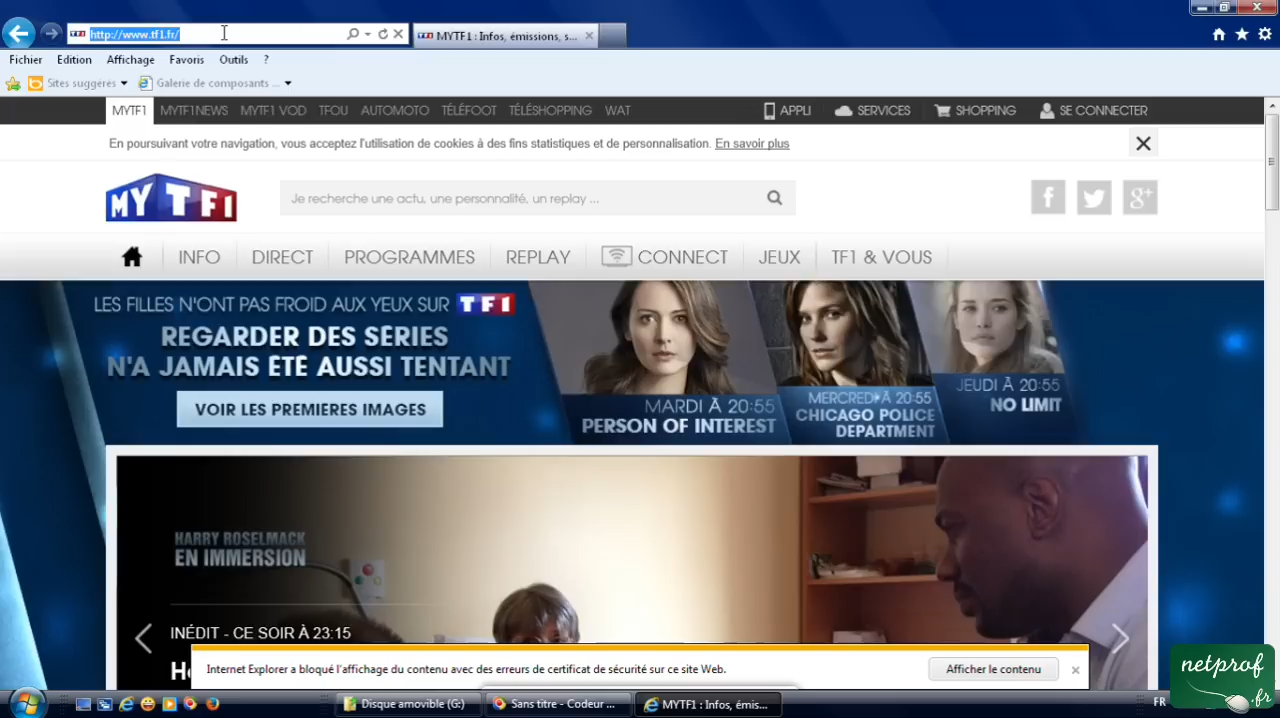 http://www.tf1.fr/
MYTF1 : Infos, émissions, s...
Fichier Edition Affichage Favoris Outils ?
Sites suggérés Galerie de composants ...
MYTF1 MYTF1NEWS MYTF1 VOD TFOU AUTOMOTO TÉLÉFOOT TÉLÉSHOPPING WAT APPLI SERVICES SHOPPING SE CONNECTER
En poursuivant votre navigation, vous acceptez l'utilisation de cookies à des fins statistiques et de personnalisation. En savoir plus
MYTF1
Je recherche une actu, une personnalité, un replay ...
f g+
INFO DIRECT PROGRAMMES REPLAY CONNECT JEUX TF1 & VOUS
LES FILLES N'ONT PAS FROID AUX YEUX SUR TF1
REGARDER DES SÉRIES
N'A JAMAIS ÉTÉ AUSSI TENTANT
VOIR LES PREMIERES IMAGES
MARDI À 20:55
PERSON OF INTEREST
MERCREDI À 20:55
CHICAGO POLICE
DEPARTMENT
JEUDI À 20:55
NO LIMIT
HARRY ROSELMACK
EN IMMERSION
INÉDIT - CE SOIR À 23:15
Internet Explorer a bloqué l'affichage du contenu avec des erreurs de certificat de sécurité sur ce site Web.
Afficher le contenu
netprof
.fr
Disque amovible (G:)
Sans titre - Codeur ...
MYTF1 : Infos, émis...
FR